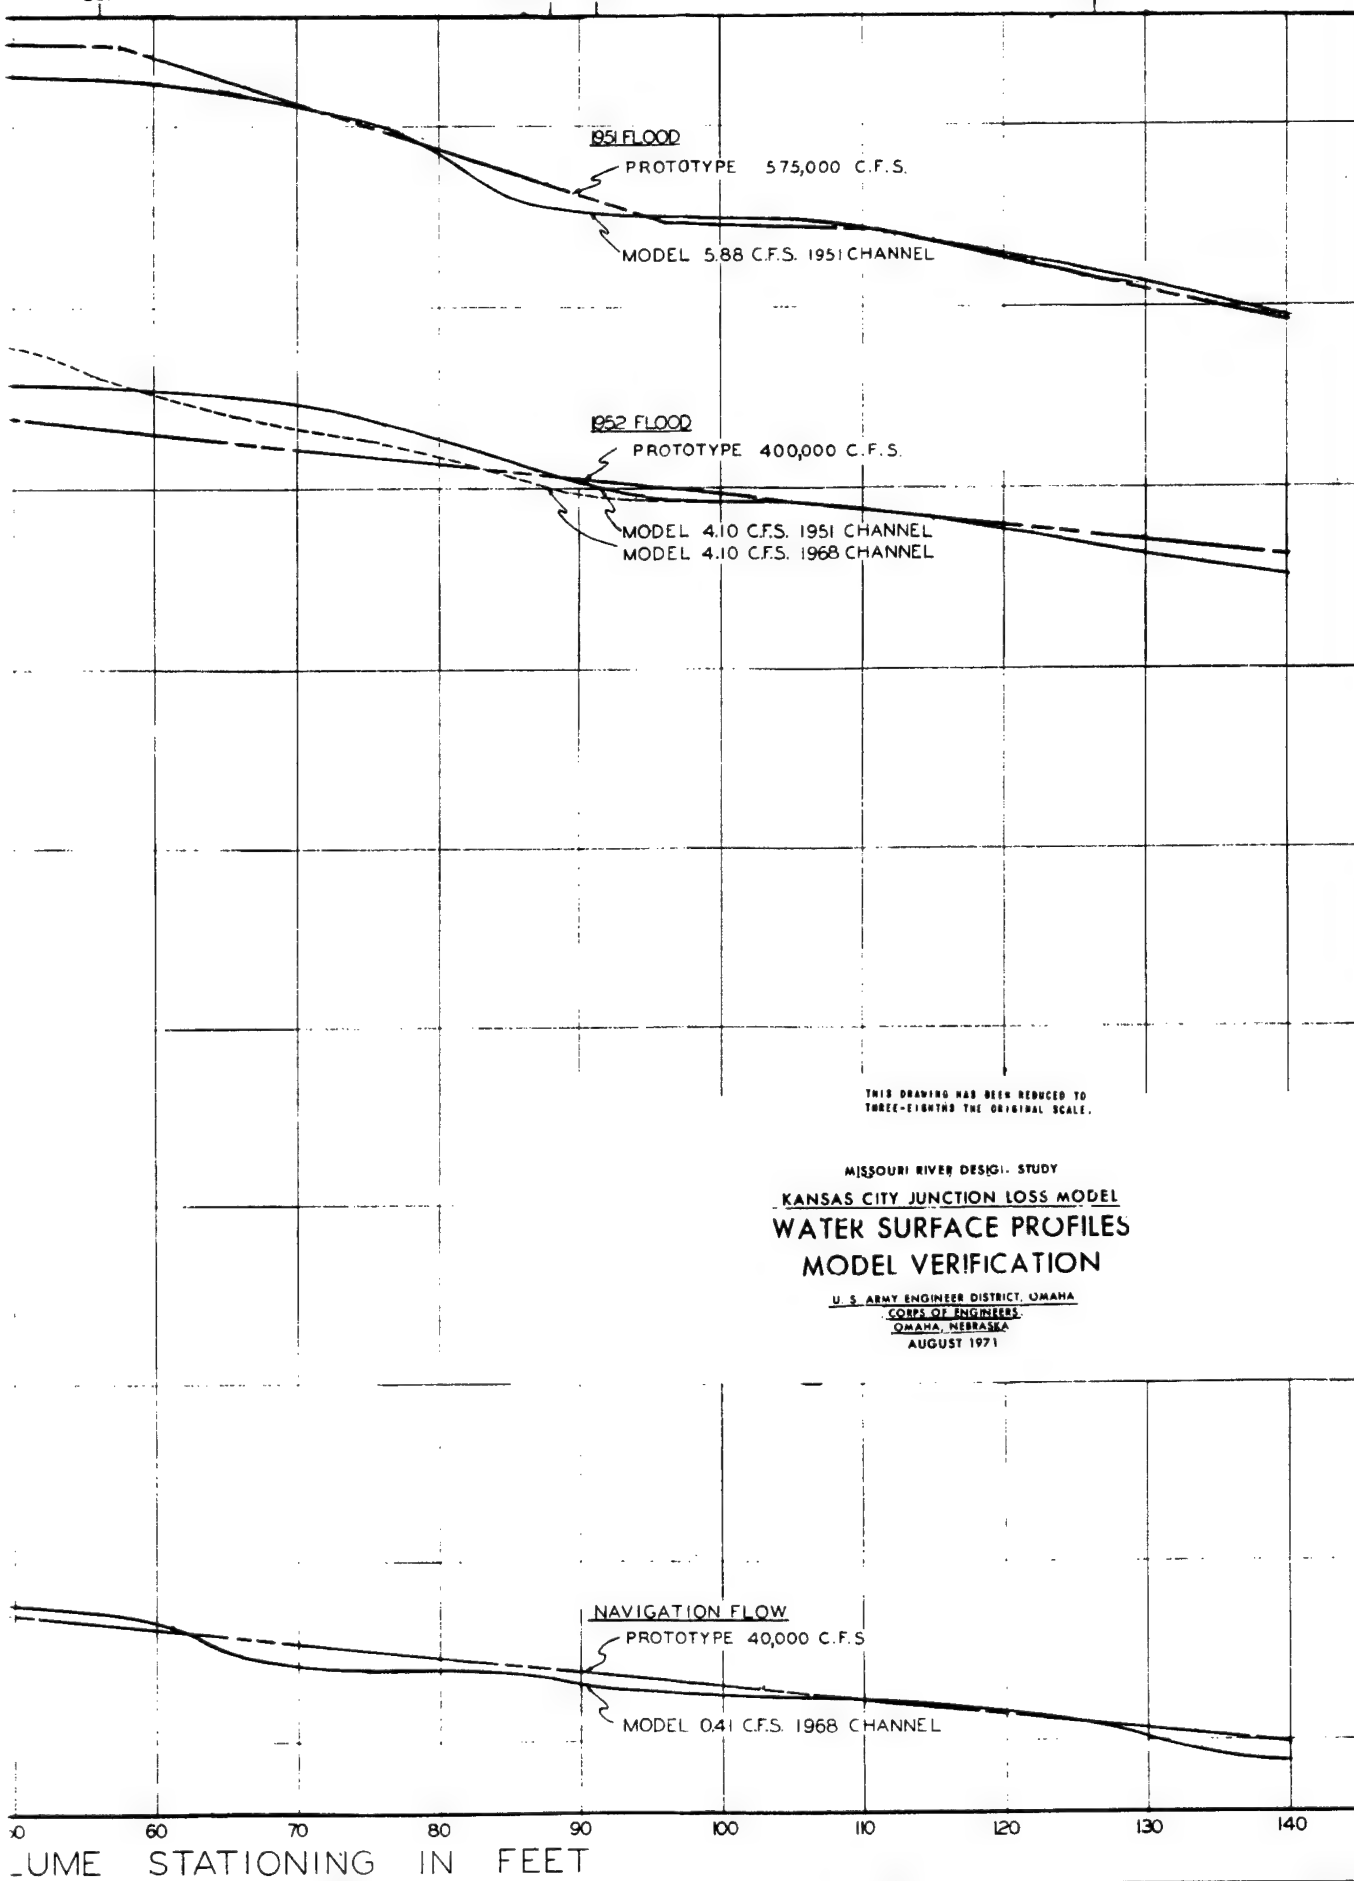 1951 FLOOD
PROTOTYPE 575,000 C.F.S.
MODEL 5.88 C.F.S. 1951 CHANNEL
1952 FLOOD
PROTOTYPE 400,000 C.F.S.
MODEL 4.10 C.F.S. 1951 CHANNEL
MODEL 4.10 C.F.S. 1968 CHANNEL
THIS DRAWING HAS BEEN REDUCED TO
THREE-EIGHTHS THE ORIGINAL SCALE.
MISSOURI RIVER DESIGN STUDY
KANSAS CITY JUNCTION LOSS MODEL
WATER SURFACE PROFILES
MODEL VERIFICATION
U. S. ARMY ENGINEER DISTRICT, OMAHA
CORPS OF ENGINEERS
OMAHA, NEBRASKA
AUGUST 1971
NAVIGATION FLOW
PROTOTYPE 40,000 C.F.S
MODEL 0.41 C.F.S. 1968 CHANNEL
60 70 80 90 100 110 120 130 140
UME STATIONING IN FEET